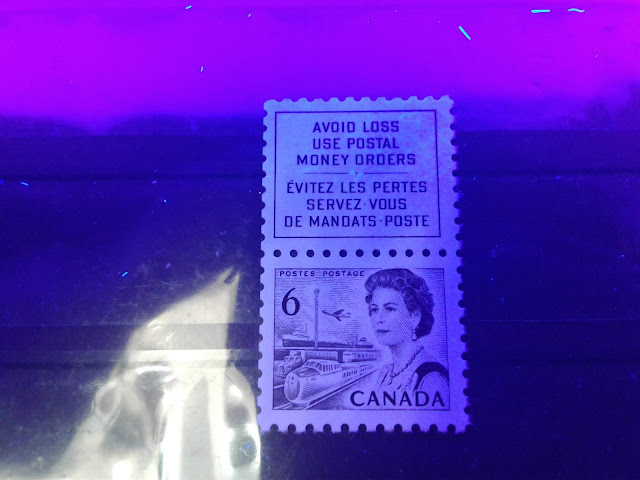 AVOID LOSS
USE POSTAL
MONEY ORDERS
ÉVITEZ LES PERTES
SERVEZ-VOUS
DE MANDATS-POSTE
POSTES POSTAGE
6
CANADA